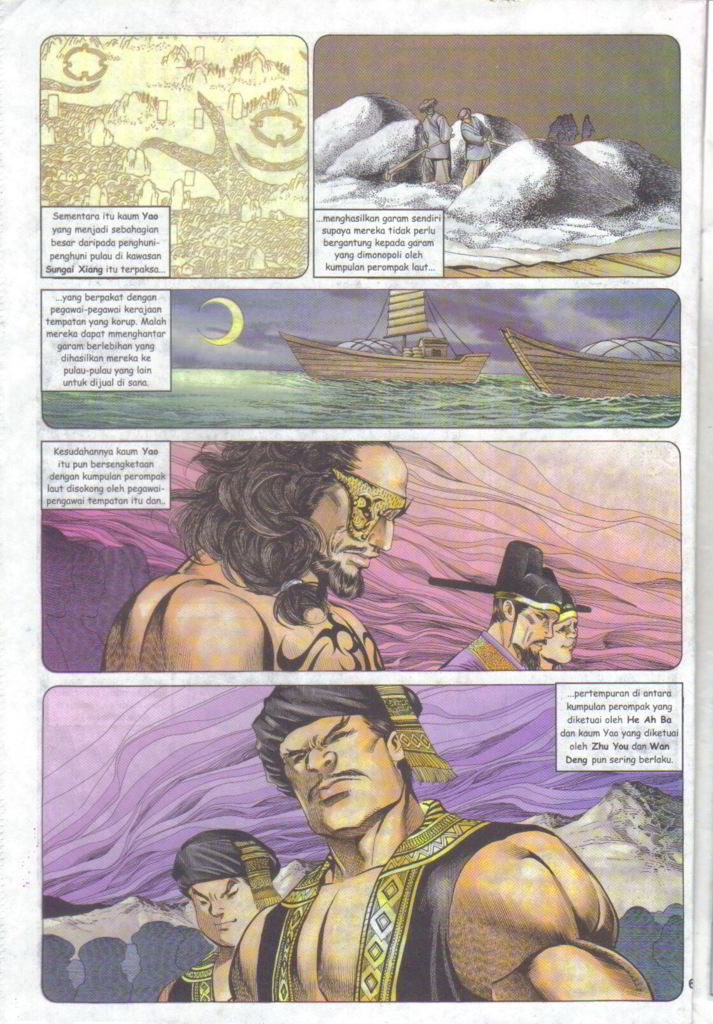 Sementara itu kaum Yao
yang menjadi sebahagian
besar daripada penghuni-
penghuni pulau di kawasan
Sungai Xiang itu terpaksa...
...menghasilkan garam sendiri
supaya mereka tidak perlu
bergantung kepada garam
yang dimonopoli oleh
kumpulan perompak laut...
...yang berpakat dengan
pegawai-pegawai kerajaan
tempatan yang korup. Malah
mereka dapat mmenghantar
garam berlebihan yang
dihasilkan mereka ke
pulau-pulau yang lain
untuk dijual di sana.
Kesudahannya kaum Yao
itu pun bersengketaan
dengan kumpulan perompak
laut disokong oleh pegawai-
pengawai tempatan itu dan..
...pertempuran di antara
kumpulan perompak yang
diketuai oleh He Ah Ba
dan kaum Yao yang diketuai
oleh Zhu You dan Wan
Deng pun sering berlaku.